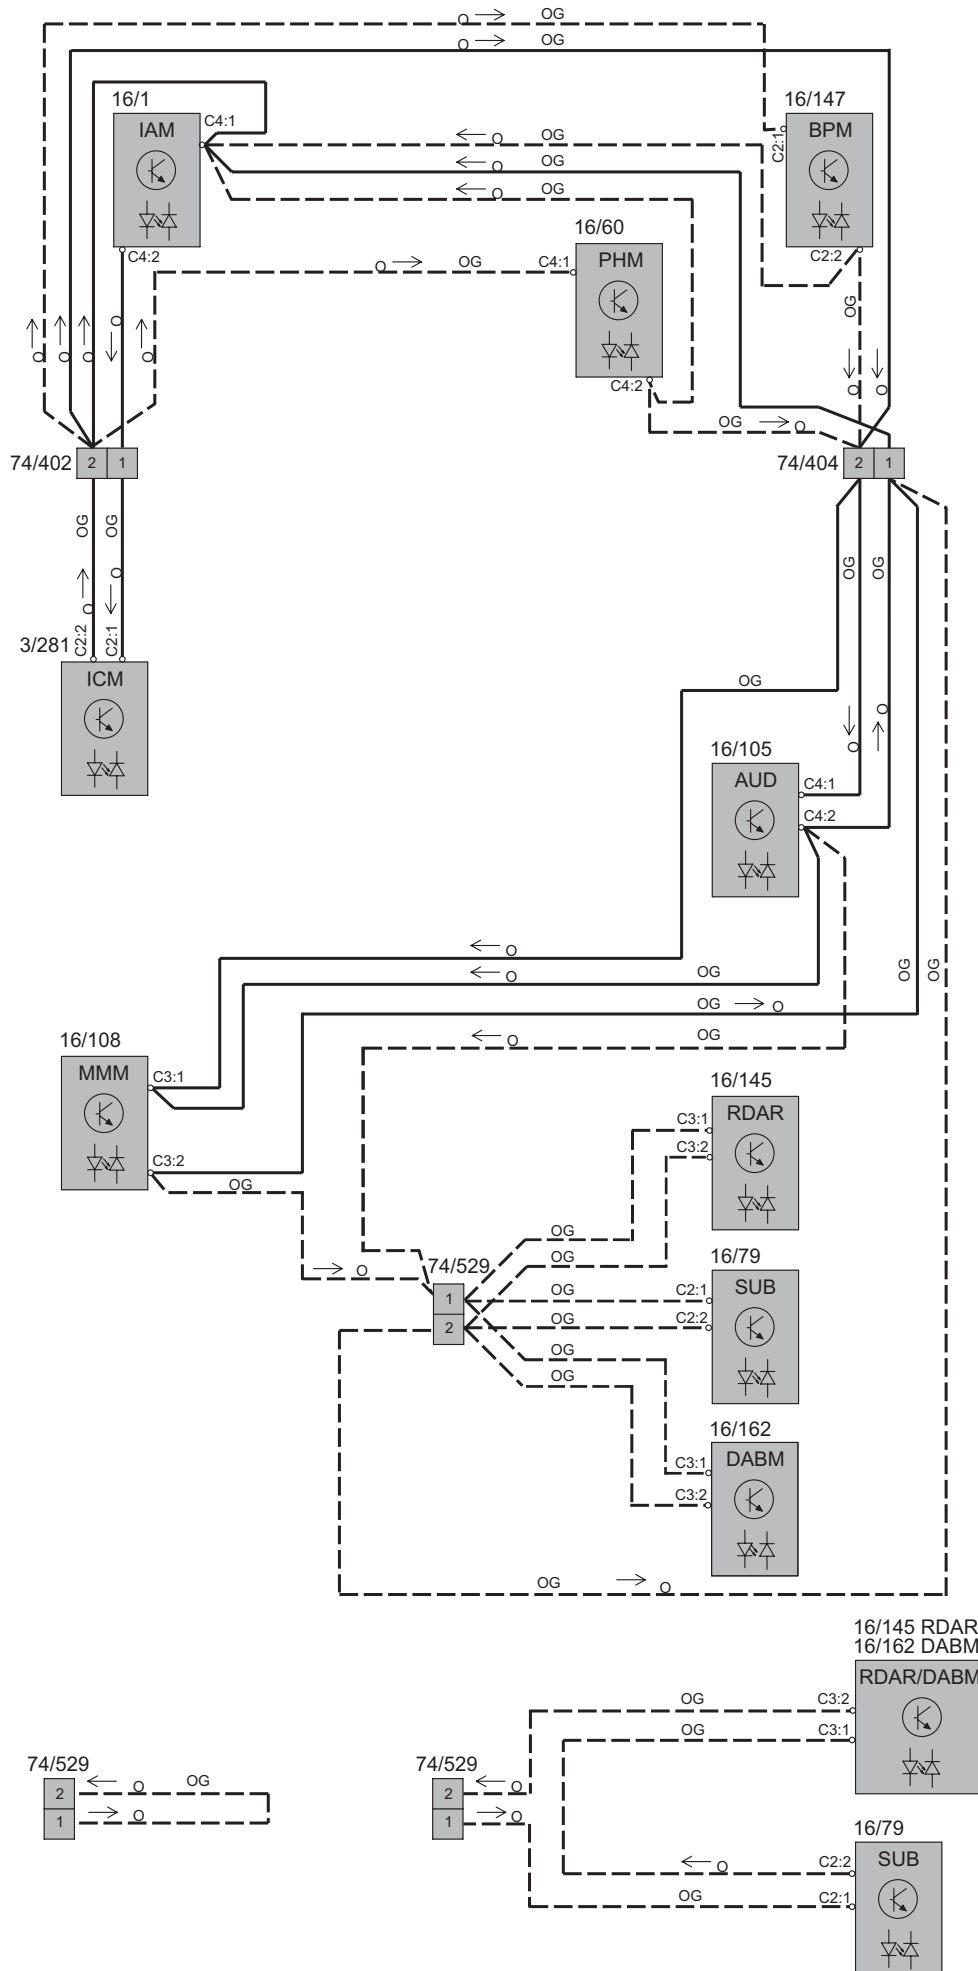 O OG
O OG
16/1
IAM
C4:1
C4:2
16/147
BPM
C2:1
C2:2
O OG
O OG
O OG
16/60
PHM
C4:1
C4:2
O OG
O O O O O
OG
O O
OG O
74/402
2 1
74/404
2 1
OG OG
O O
C2:2 C2:1
3/281
ICM
OG OG
OG
O O
16/105
AUD
C4:1
C4:2
O
O OG
OG OG
OG O
O OG
16/108
MMM
C3:1
C3:2
OG
O
16/145
RDAR
C3:1
C3:2
OG
OG
74/529
1
2
16/79
SUB
C2:1
C2:2
OG
OG
OG
OG
16/162
DABM
C3:1
C3:2
OG O
16/145 RDAR
16/162 DABM
RDAR/DABM
C3:2
C3:1
OG
OG
74/529
2
1
O OG
O
74/529
2
1
O
O
16/79
SUB
C2:2
C2:1
O
OG